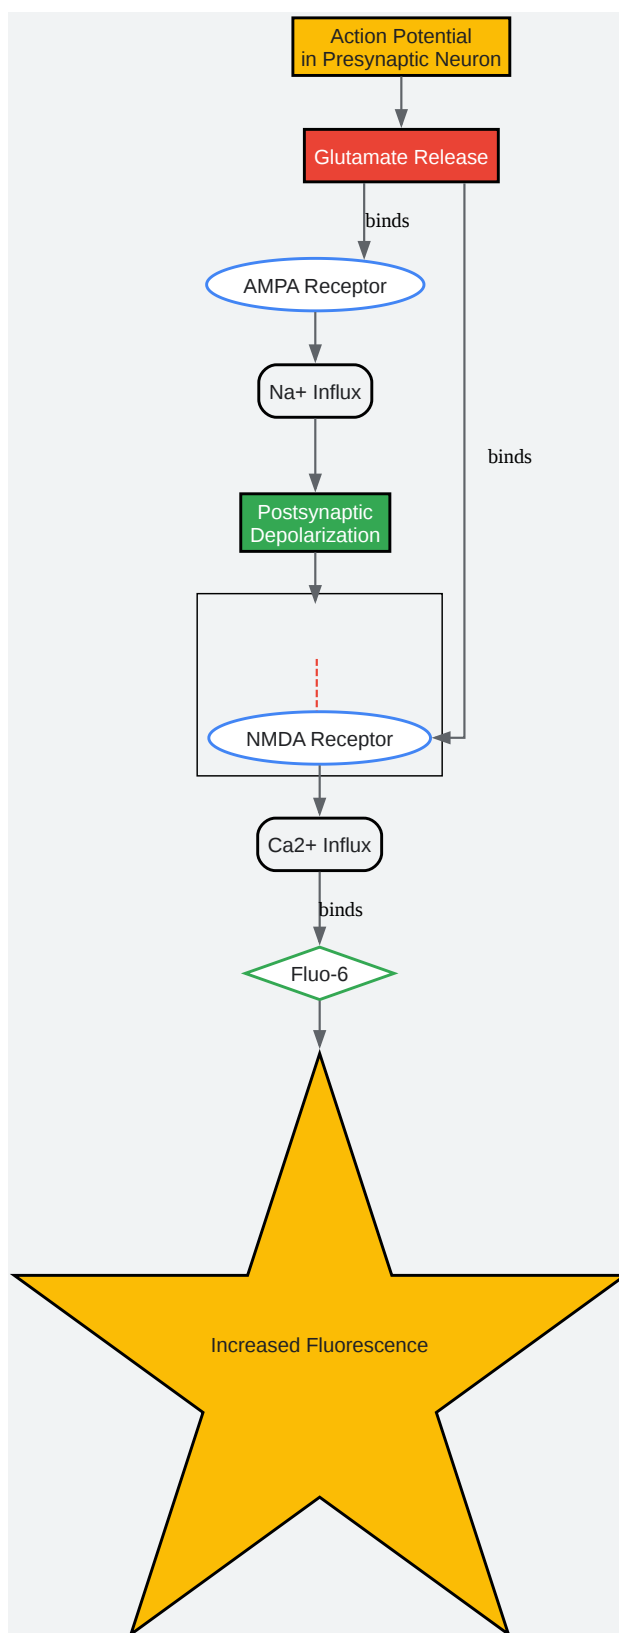 Action Potential
in Presynaptic Neuron
Glutamate Release
binds
AMPA Receptor
Na+ Influx
binds
Postsynaptic
Depolarization
NMDA Receptor
Ca2+ Influx
binds
Fluo-6
Increased Fluorescence